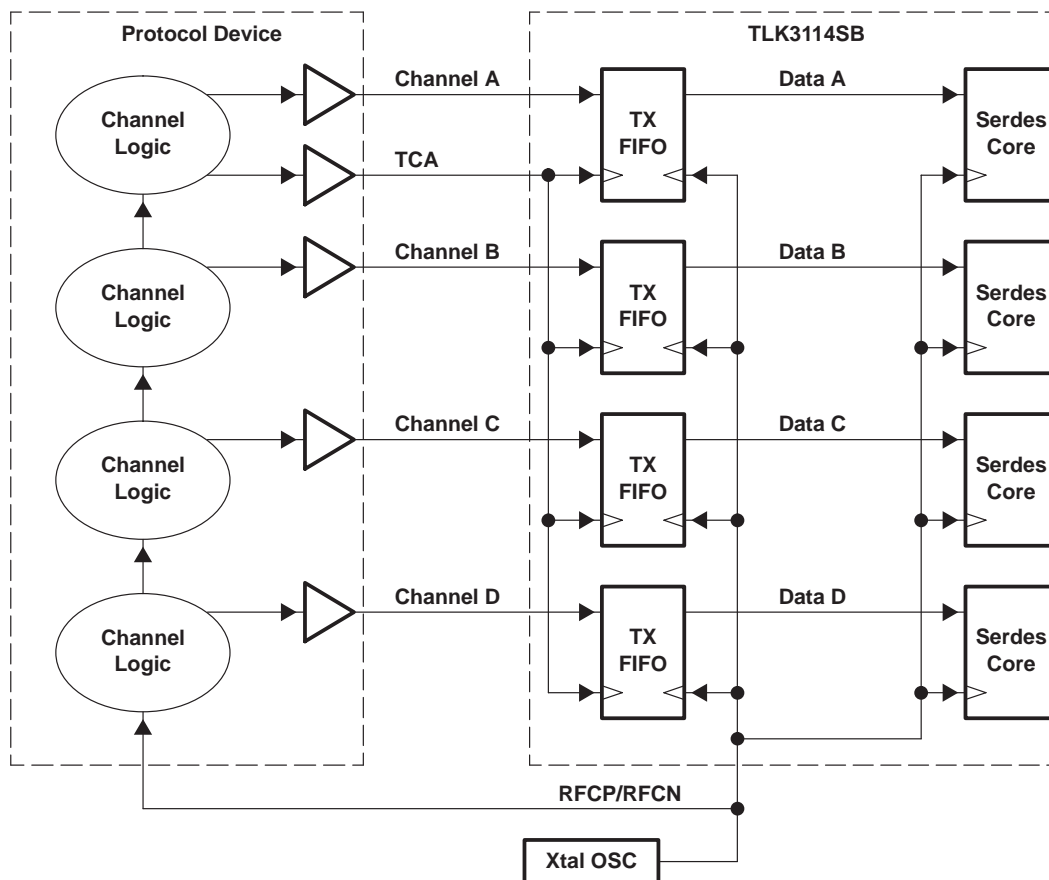 Protocol Device
TLK3114SB
Channel A
Data A
Channel
Logic
TX
FIFO
Serdes
Core
TCA
Channel B
Data B
Channel
Logic
TX
FIFO
Serdes
Core
Channel C
Data C
Channel
Logic
TX
FIFO
Serdes
Core
Channel D
Data D
Channel
Logic
TX
FIFO
Serdes
Core
RFCP/RFCN
Xtal OSC